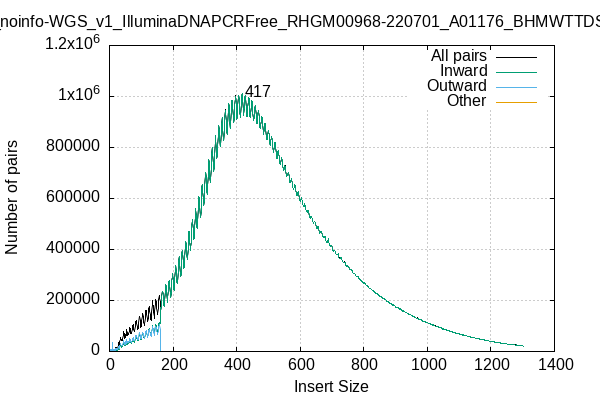 _noinfo-WGS_v1_IlluminaDNAPCRFree_RHGM00968-220701_A01176_BHMWTTDS
1.2x10^6
1x10^6
800000
600000
400000
200000
0
Number of pairs
417
All pairs
Inward
Outward
Other
0 200 400 600 800 1000 1200 1400
Insert Size